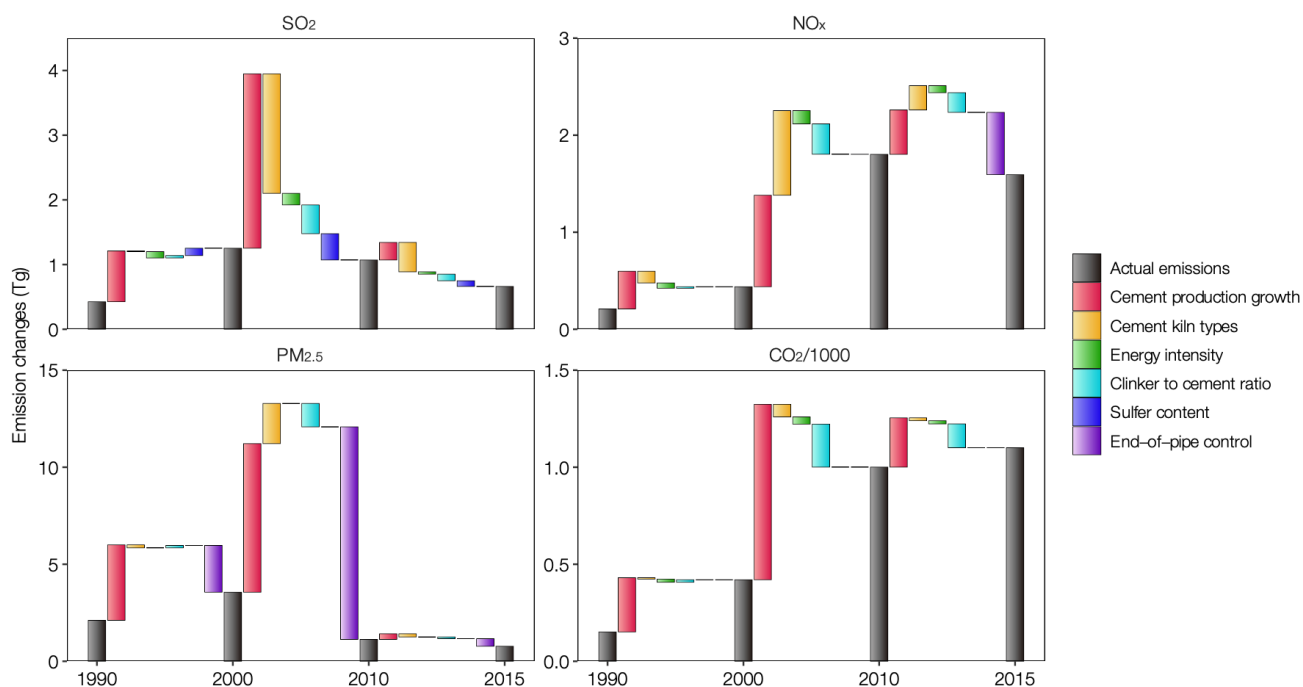 SO2
NOx
4
3
2
1
0
3
2
1
0
Emission changes (Tg)
PM2.5
CO2/1000
15
10
5
0
1.5
1.0
0.5
0.0
1990
2000
2010
2015
1990
2000
2010
2015
Actual emissions
Cement production growth
Cement kiln types
Energy intensity
Clinker to cement ratio
Sulfer content
End–of–pipe control